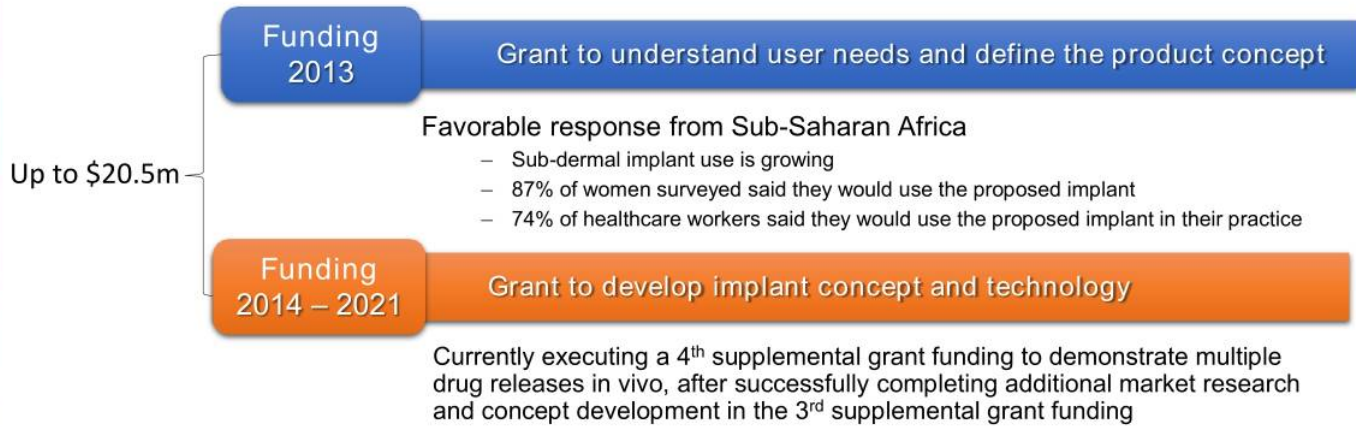 Funding
2013
Grant to understand user needs and define the product concept
Favorable response from Sub-Saharan Africa
– Sub-dermal implant use is growing
– 87% of women surveyed said they would use the proposed implant
– 74% of healthcare workers said they would use the proposed implant in their practice
Up to $20.5m
Funding
2014 – 2021
Grant to develop implant concept and technology
Currently executing a 4th supplemental grant funding to demonstrate multiple
drug releases in vivo, after successfully completing additional market research
and concept development in the 3rd supplemental grant funding